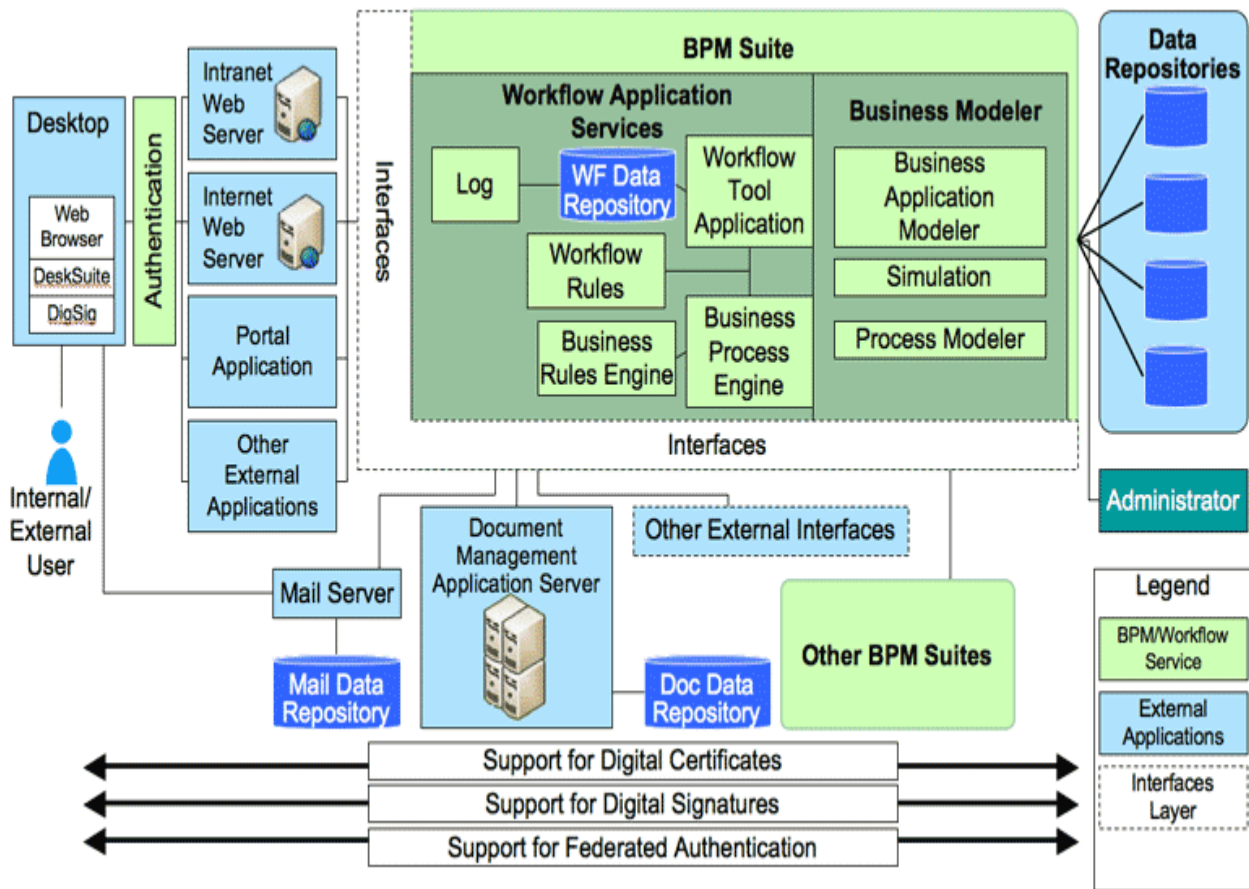 BPM Suite
Data
Repositories
Intranet
Web
Server
Desktop
Authentication
Interfaces
Workflow Application
Services
Business Modeler
Log
WF Data
Repository
Workflow
Tool
Application
Business
Application
Modeler
Web
Browser
DeskSuite
DigSig
Internet
Web
Server
Workflow
Rules
Simulation
Portal
Application
Business
Rules Engine
Business
Process
Engine
Process Modeler
Other
External
Applications
Interfaces
Internal/
External
User
Administrator
Document
Management
Application Server
Other External Interfaces
Mail Server
Mail Data
Repository
Doc Data
Repository
Other BPM Suites
Legend
BPM/Workflow
Service
External
Applications
Interfaces
Layer
Support for Digital Certificates
Support for Digital Signatures
Support for Federated Authentication